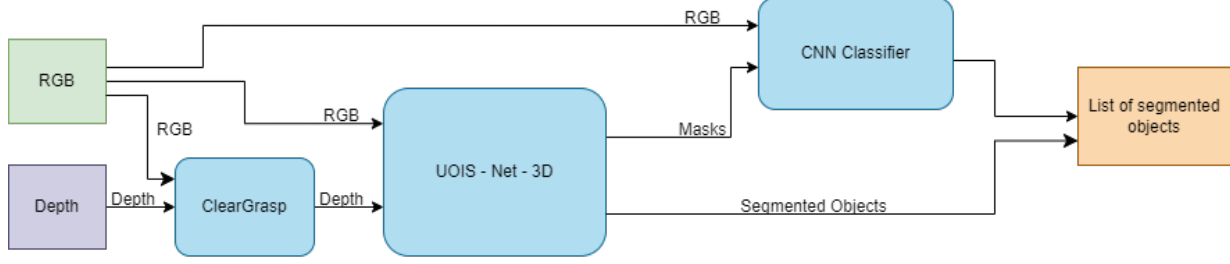 RGB
CNN Classifier
RGB
List of segmented
objects
RGB
RGB
Masks
UOIS - Net - 3D
Depth
Depth
ClearGrasp
Depth
Segmented Objects